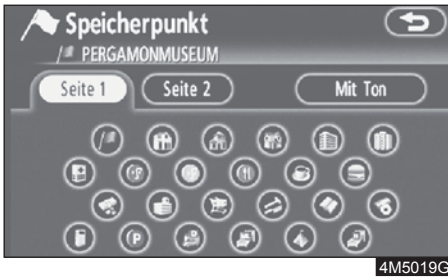 Speicherpunkt
PERGAMONMUSEUM
Seite 1 Seite 2 Mit Ton
4M5019G